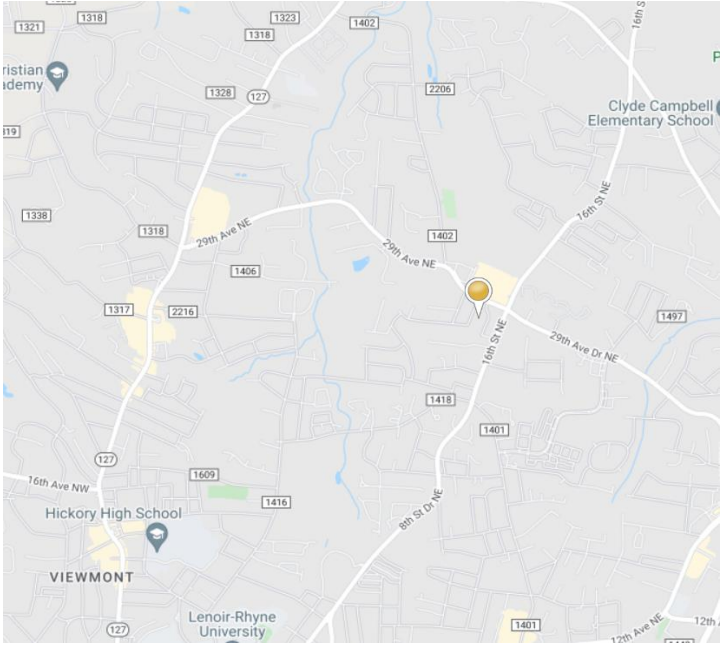 1321
1318
1323
1318
1402
16th S
P
ristian
ademy
1328
127
2206
Clyde Campbell
Elementary School
319
1338
1318
29th Ave NE
16th St NE
1402
29th Ave NE
1406
1317
2216
1497
16th St NE
29th Ave Dr NE
1418
1401
127
16th Ave NW
1609
1416
Hickory High School
8th St Dr NE
VIEWMONT
127
Lenoir-Rhyne
University
1401
12th Ave NE
12th